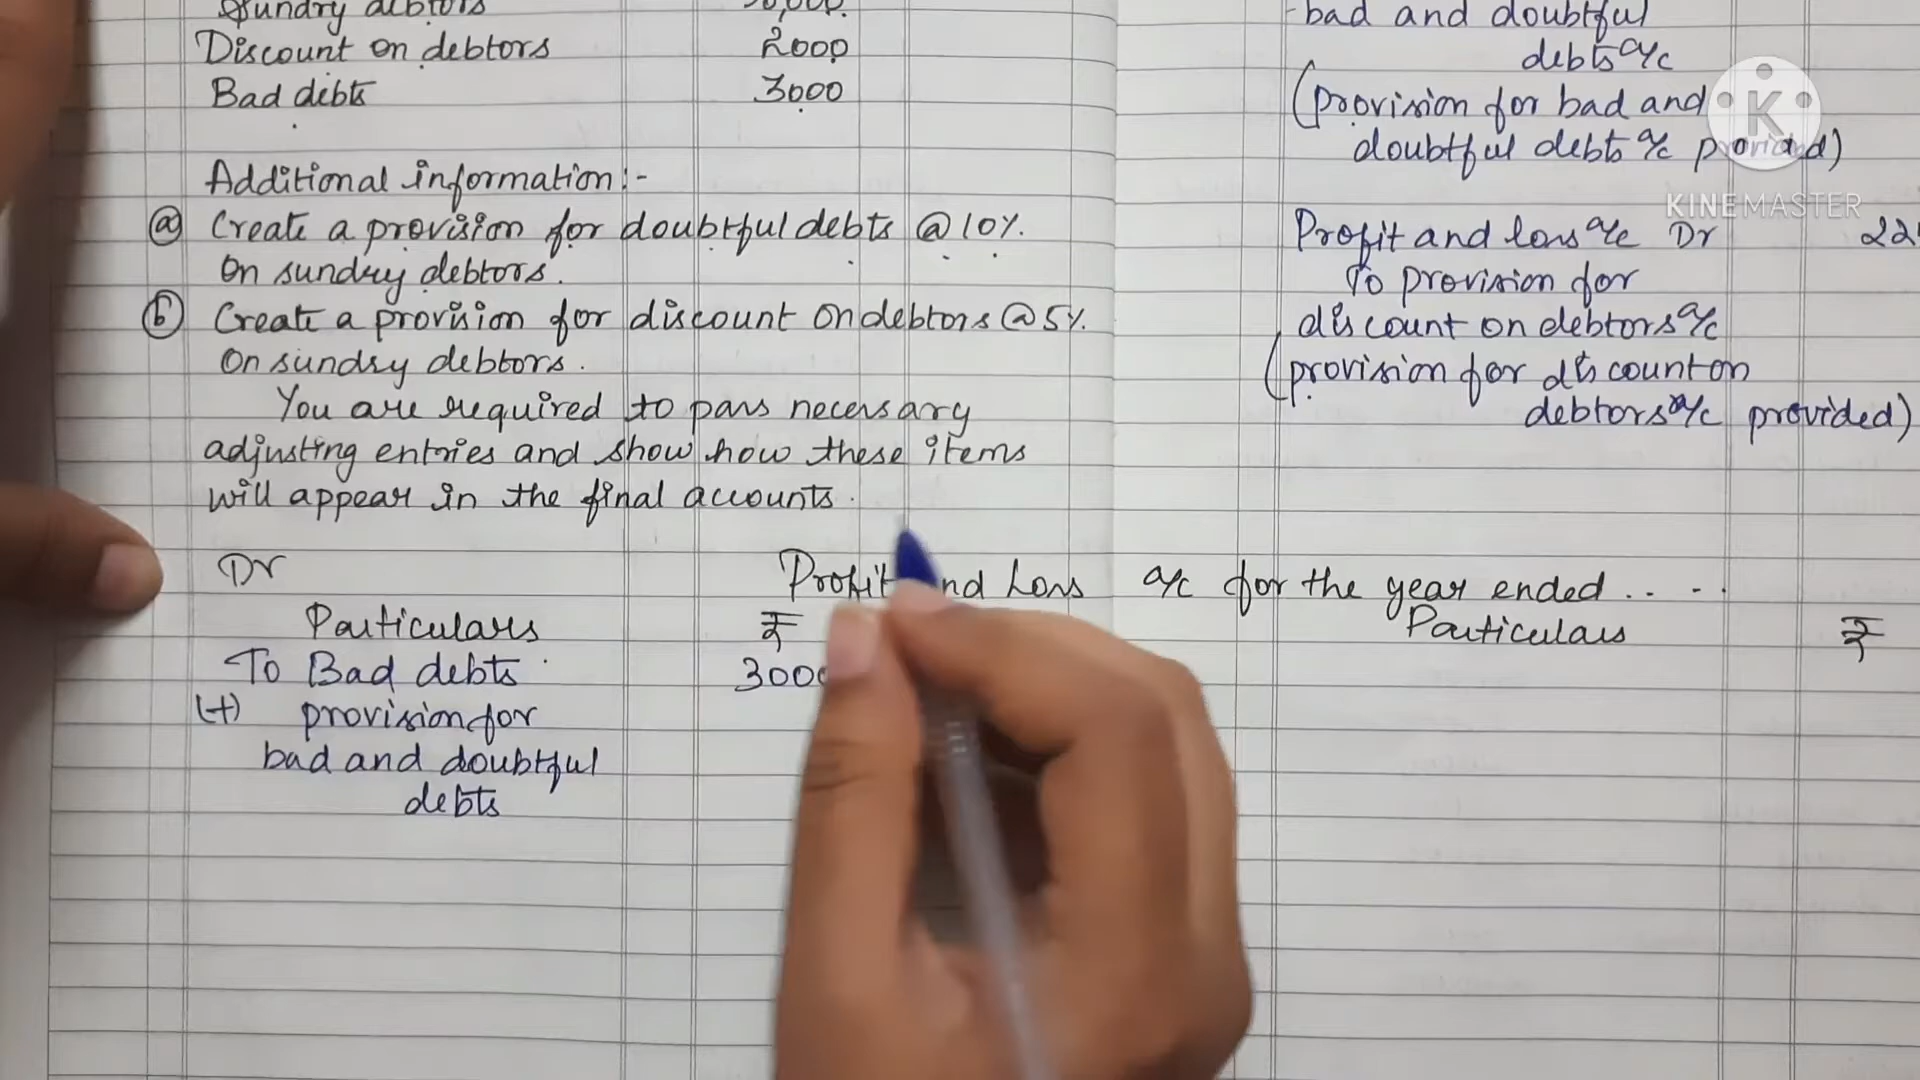 Sundry debtors
Discount on debtors 2000
Bad debts 3000
Additional information:-
(a) Create a provision for doubtful debts @ 10%.
On sundry debtors.
(b) Create a provision for discount on debtors @ 5%.
On sundry debtors.
You are required to pass necessary
adjusting entries and show how these items
will appear in the final accounts.
bad and doubtful
debts a/c
(provision for bad and
doubtful debts a/c provided)
Profit and loss a/c Dr
To provision for
discount on debtors a/c
(provision for discount on
debtors a/c provided)
K
KINEMASTER
Dr Profit and Loss a/c for the year ended .. ..
Particulars ₹ Particulars ₹
To Bad debts 3000
(+) provision for
bad and doubtful
debts